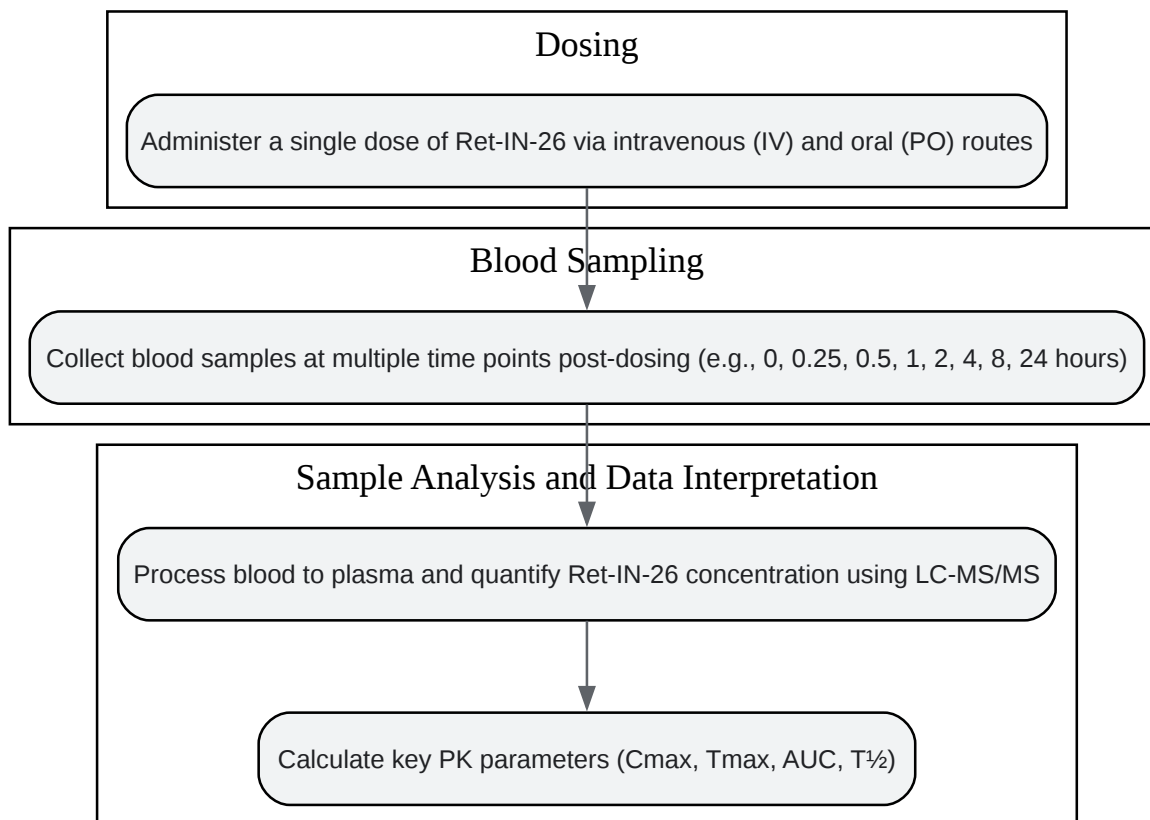 Dosing
Administer a single dose of Ret-IN-26 via intravenous (IV) and oral (PO) routes
Blood Sampling
Collect blood samples at multiple time points post-dosing (e.g., 0, 0.25, 0.5, 1, 2, 4, 8, 24 hours)
Sample Analysis and Data Interpretation
Process blood to plasma and quantify Ret-IN-26 concentration using LC-MS/MS
Calculate key PK parameters (Cmax, Tmax, AUC, T½)